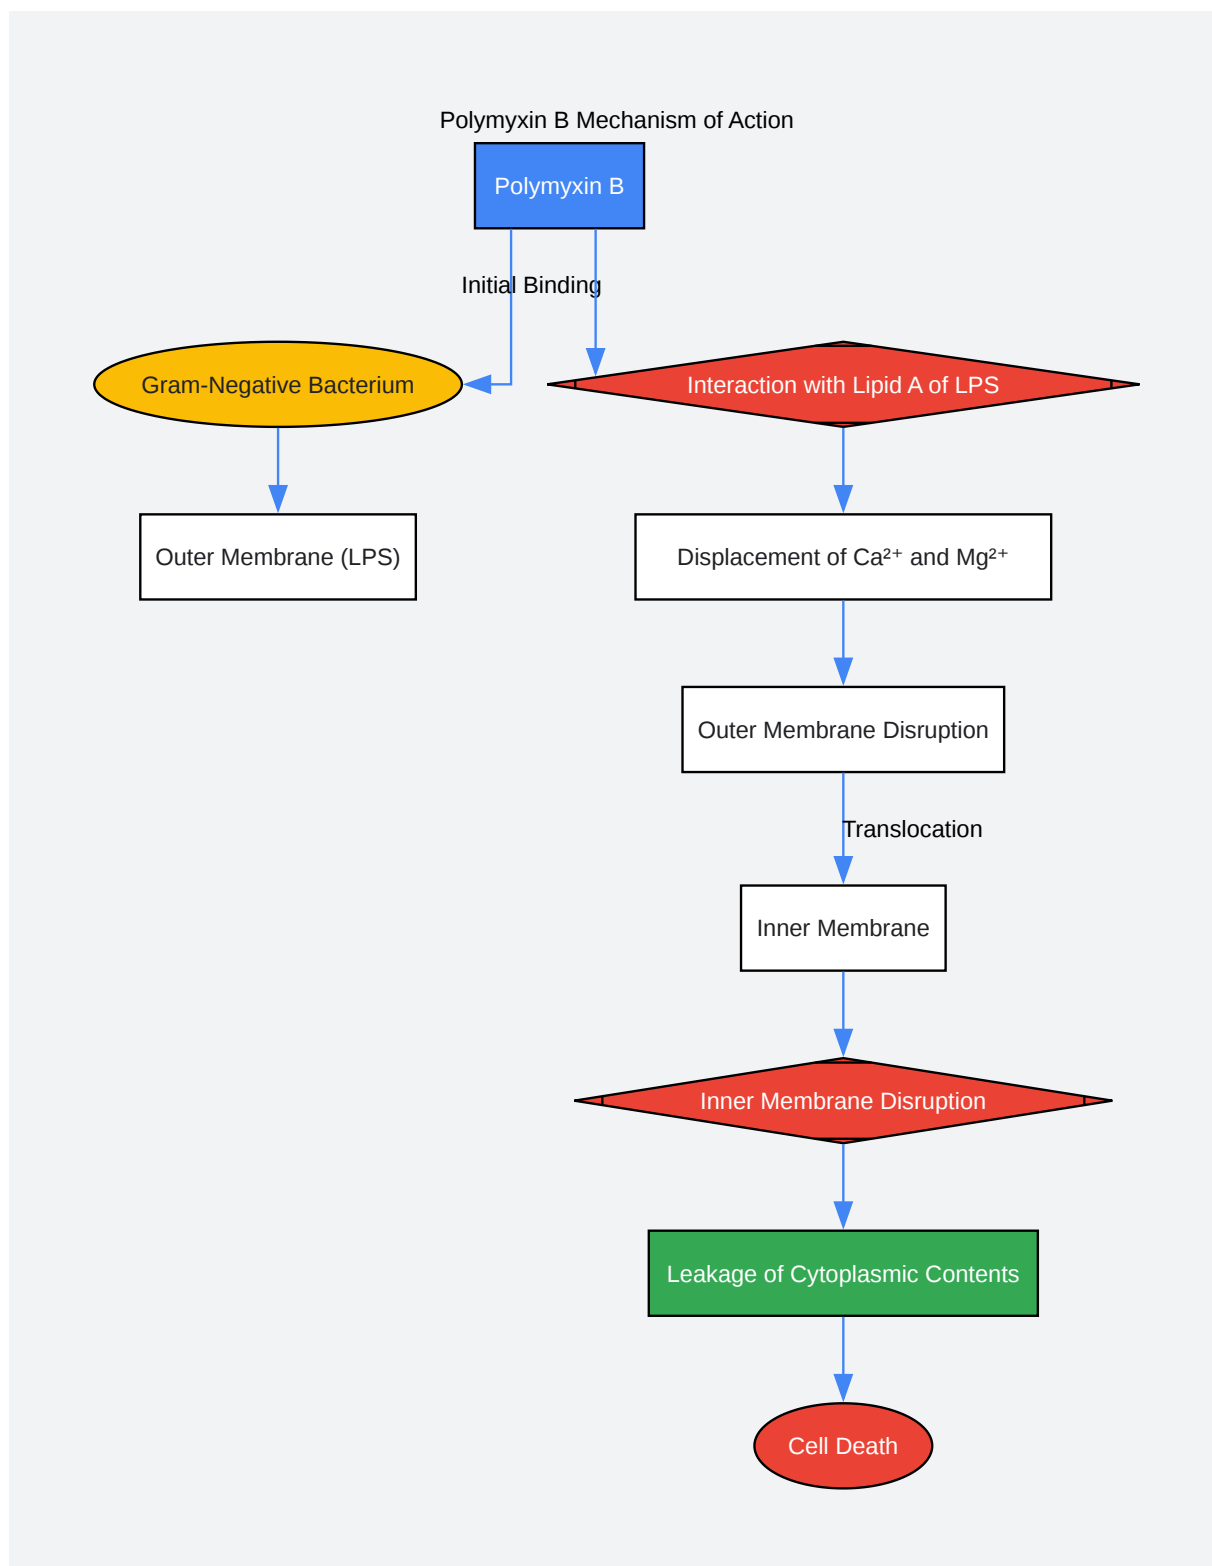 Polymyxin B Mechanism of Action
Polymyxin B
Initial Binding
Gram-Negative Bacterium
Interaction with Lipid A of LPS
Outer Membrane (LPS)
Displacement of Ca²⁺ and Mg²⁺
Outer Membrane Disruption
Translocation
Inner Membrane
Inner Membrane Disruption
Leakage of Cytoplasmic Contents
Cell Death